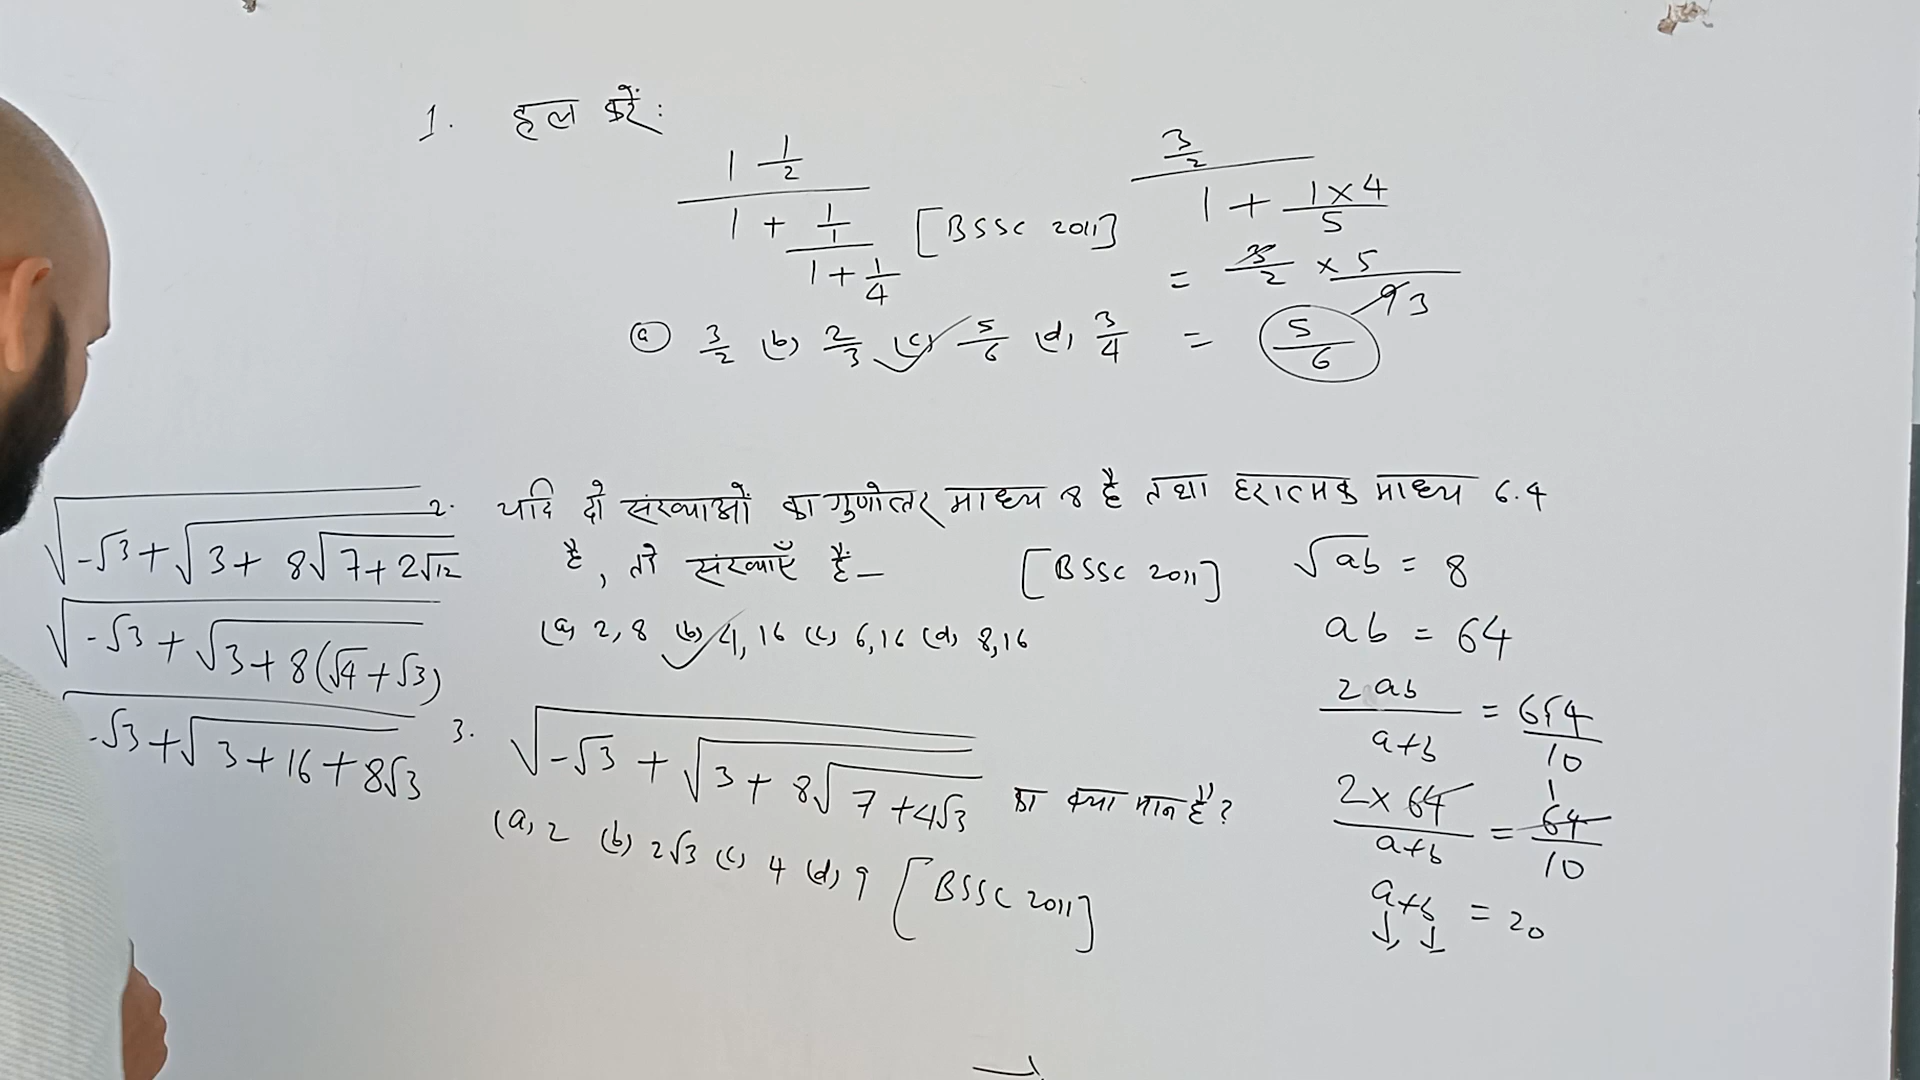 1. हल करें:
1 1/2 / (1 + (1/1) / (1 + 1/4)) [BSSC 2011]
(a) 3/2 (b) 2/3 (c) 5/6 (d) 3/4
3/2 / (1 + 1×4/5)
= 3/2 × 5/9 3
= 5/6
2. यदि दो संख्याओं का गुणोत्तर माध्य 8 है तथा हरात्मक माध्य 6.4
है, तो संख्याएँ हैं— [BSSC 2011]
(a) 2, 8 (b) 4, 16 (c) 6, 16 (d) 8, 16
√ab = 8
ab = 64
2ab / a+b = 64 / 10
2×64 / a+b = 64 / 10
a+b = 20
3. √(-√3 + √(3 + 8√(7 + 4√3))) का क्या मान है?
(a) 2 (b) 2√3 (c) 4 (d) 9 [BSSC 2011]
√(-√3 + √(3 + 8√(7 + 2√12)))
√(-√3 + √(3 + 8(√4 + √3)))
-√3 + √(3 + 16 + 8√3)